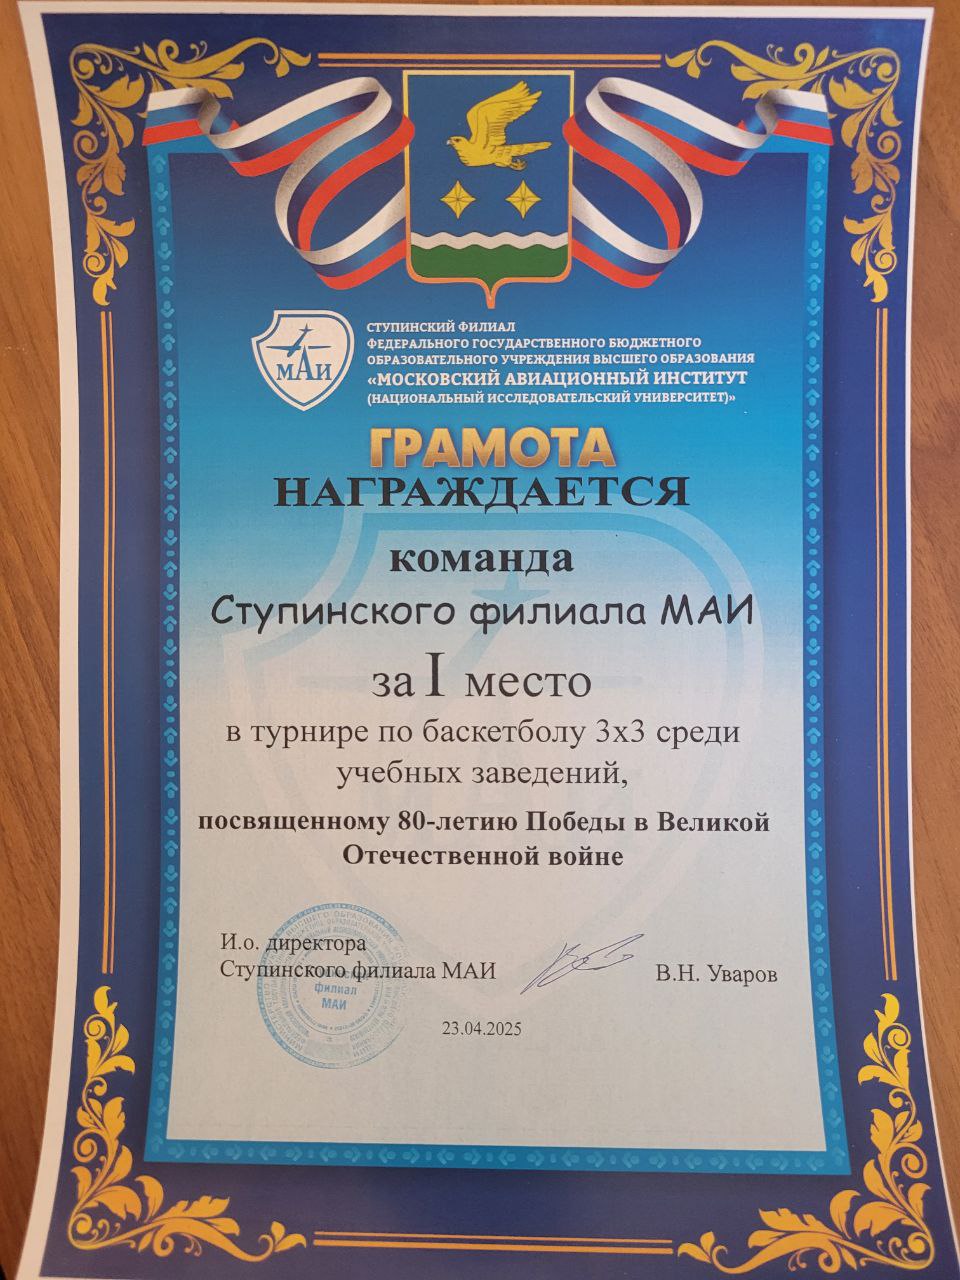 МАИ
СТУПИНСКИЙ ФИЛИАЛ
ФЕДЕРАЛЬНОГО ГОСУДАРСТВЕННОГО БЮДЖЕТНОГО
ОБРАЗОВАТЕЛЬНОГО УЧРЕЖДЕНИЯ ВЫСШЕГО ОБРАЗОВАНИЯ
«МОСКОВСКИЙ АВИАЦИОННЫЙ ИНСТИТУТ
(НАЦИОНАЛЬНЫЙ ИССЛЕДОВАТЕЛЬСКИЙ УНИВЕРСИТЕТ)»
ГРАМОТА
НАГРАЖДАЕТСЯ
команда
Ступинского филиала МАИ
за I место
в турнире по баскетболу 3х3 среди
учебных заведений,
посвященному 80-летию Победы в Великой
Отечественной войне
И.о. директора
Ступинского филиала МАИ
В.Н. Уваров
филиал
МАИ
23.04.2025